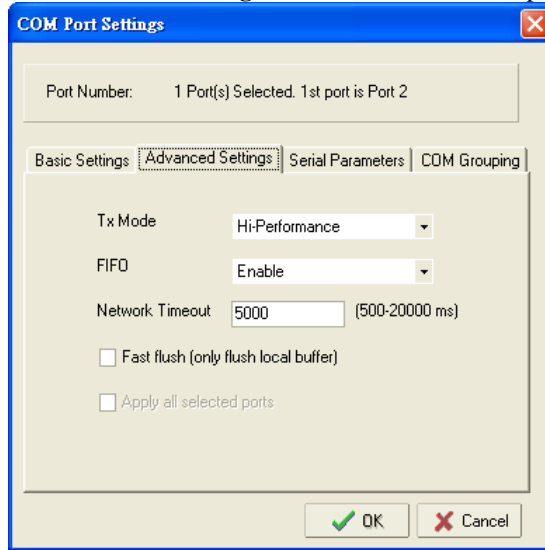 COM Port Settings
Port Number: 1 Port(s) Selected. 1st port is Port 2
Basic Settings Advanced Settings Serial Parameters COM Grouping
Tx Mode Hi-Performance
FIFO Enable
Network Timeout 5000 (500-20000 ms)
Fast flush (only flush local buffer)
Apply all selected ports
OK Cancel